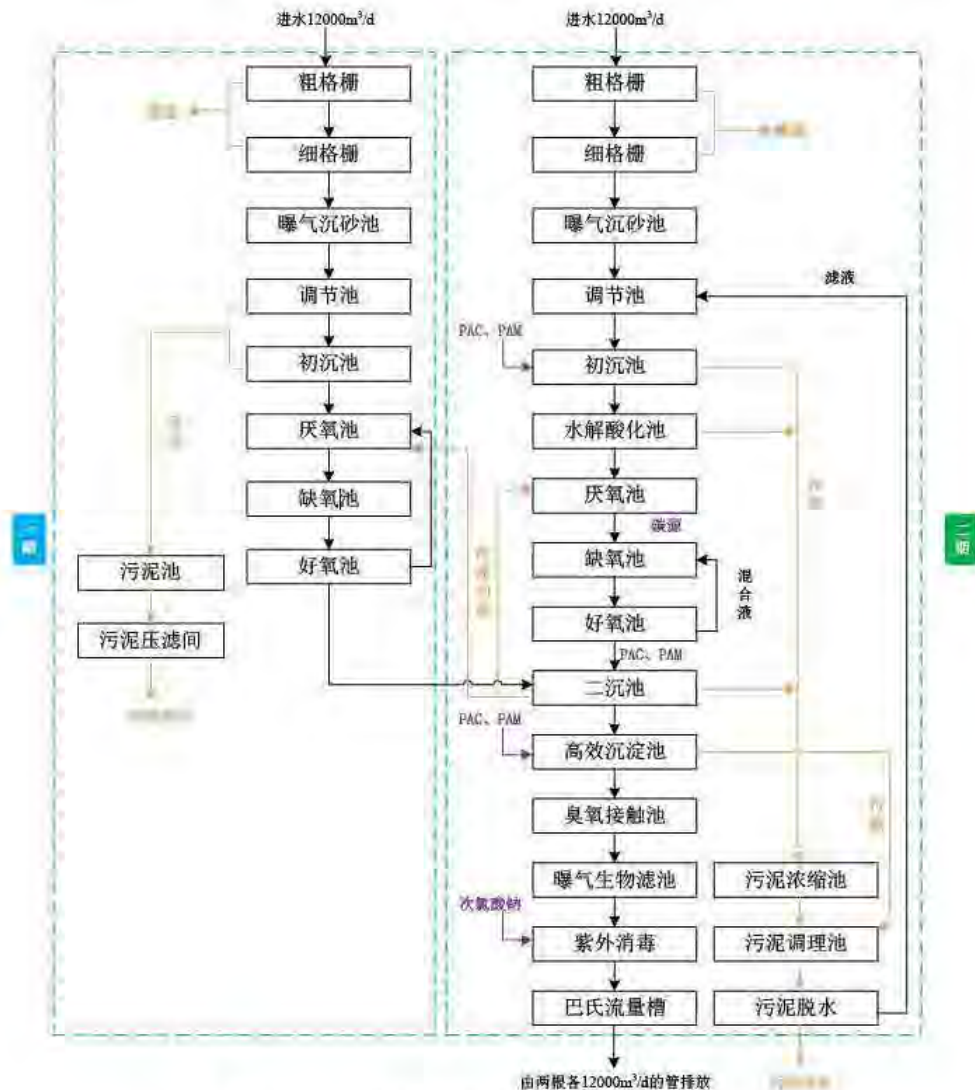 进水12000m³/d
粗格栅
细格栅
曝气沉砂池
调节池
初沉池
厌氧池
缺氧池
好氧池
污泥池
污泥压滤间
进水12000m³/d
粗格栅
细格栅
曝气沉砂池
调节池
滤液
PAC、PAM
初沉池
水解酸化池
厌氧池
碳源
缺氧池
混合液
好氧池
PAC、PAM
二沉池
PAC、PAM
高效沉淀池
臭氧接触池
曝气生物滤池
污泥浓缩池
次氯酸钠
紫外消毒
污泥调理池
巴氏流量槽
污泥脱水
由两根各12000m³/d的管排放